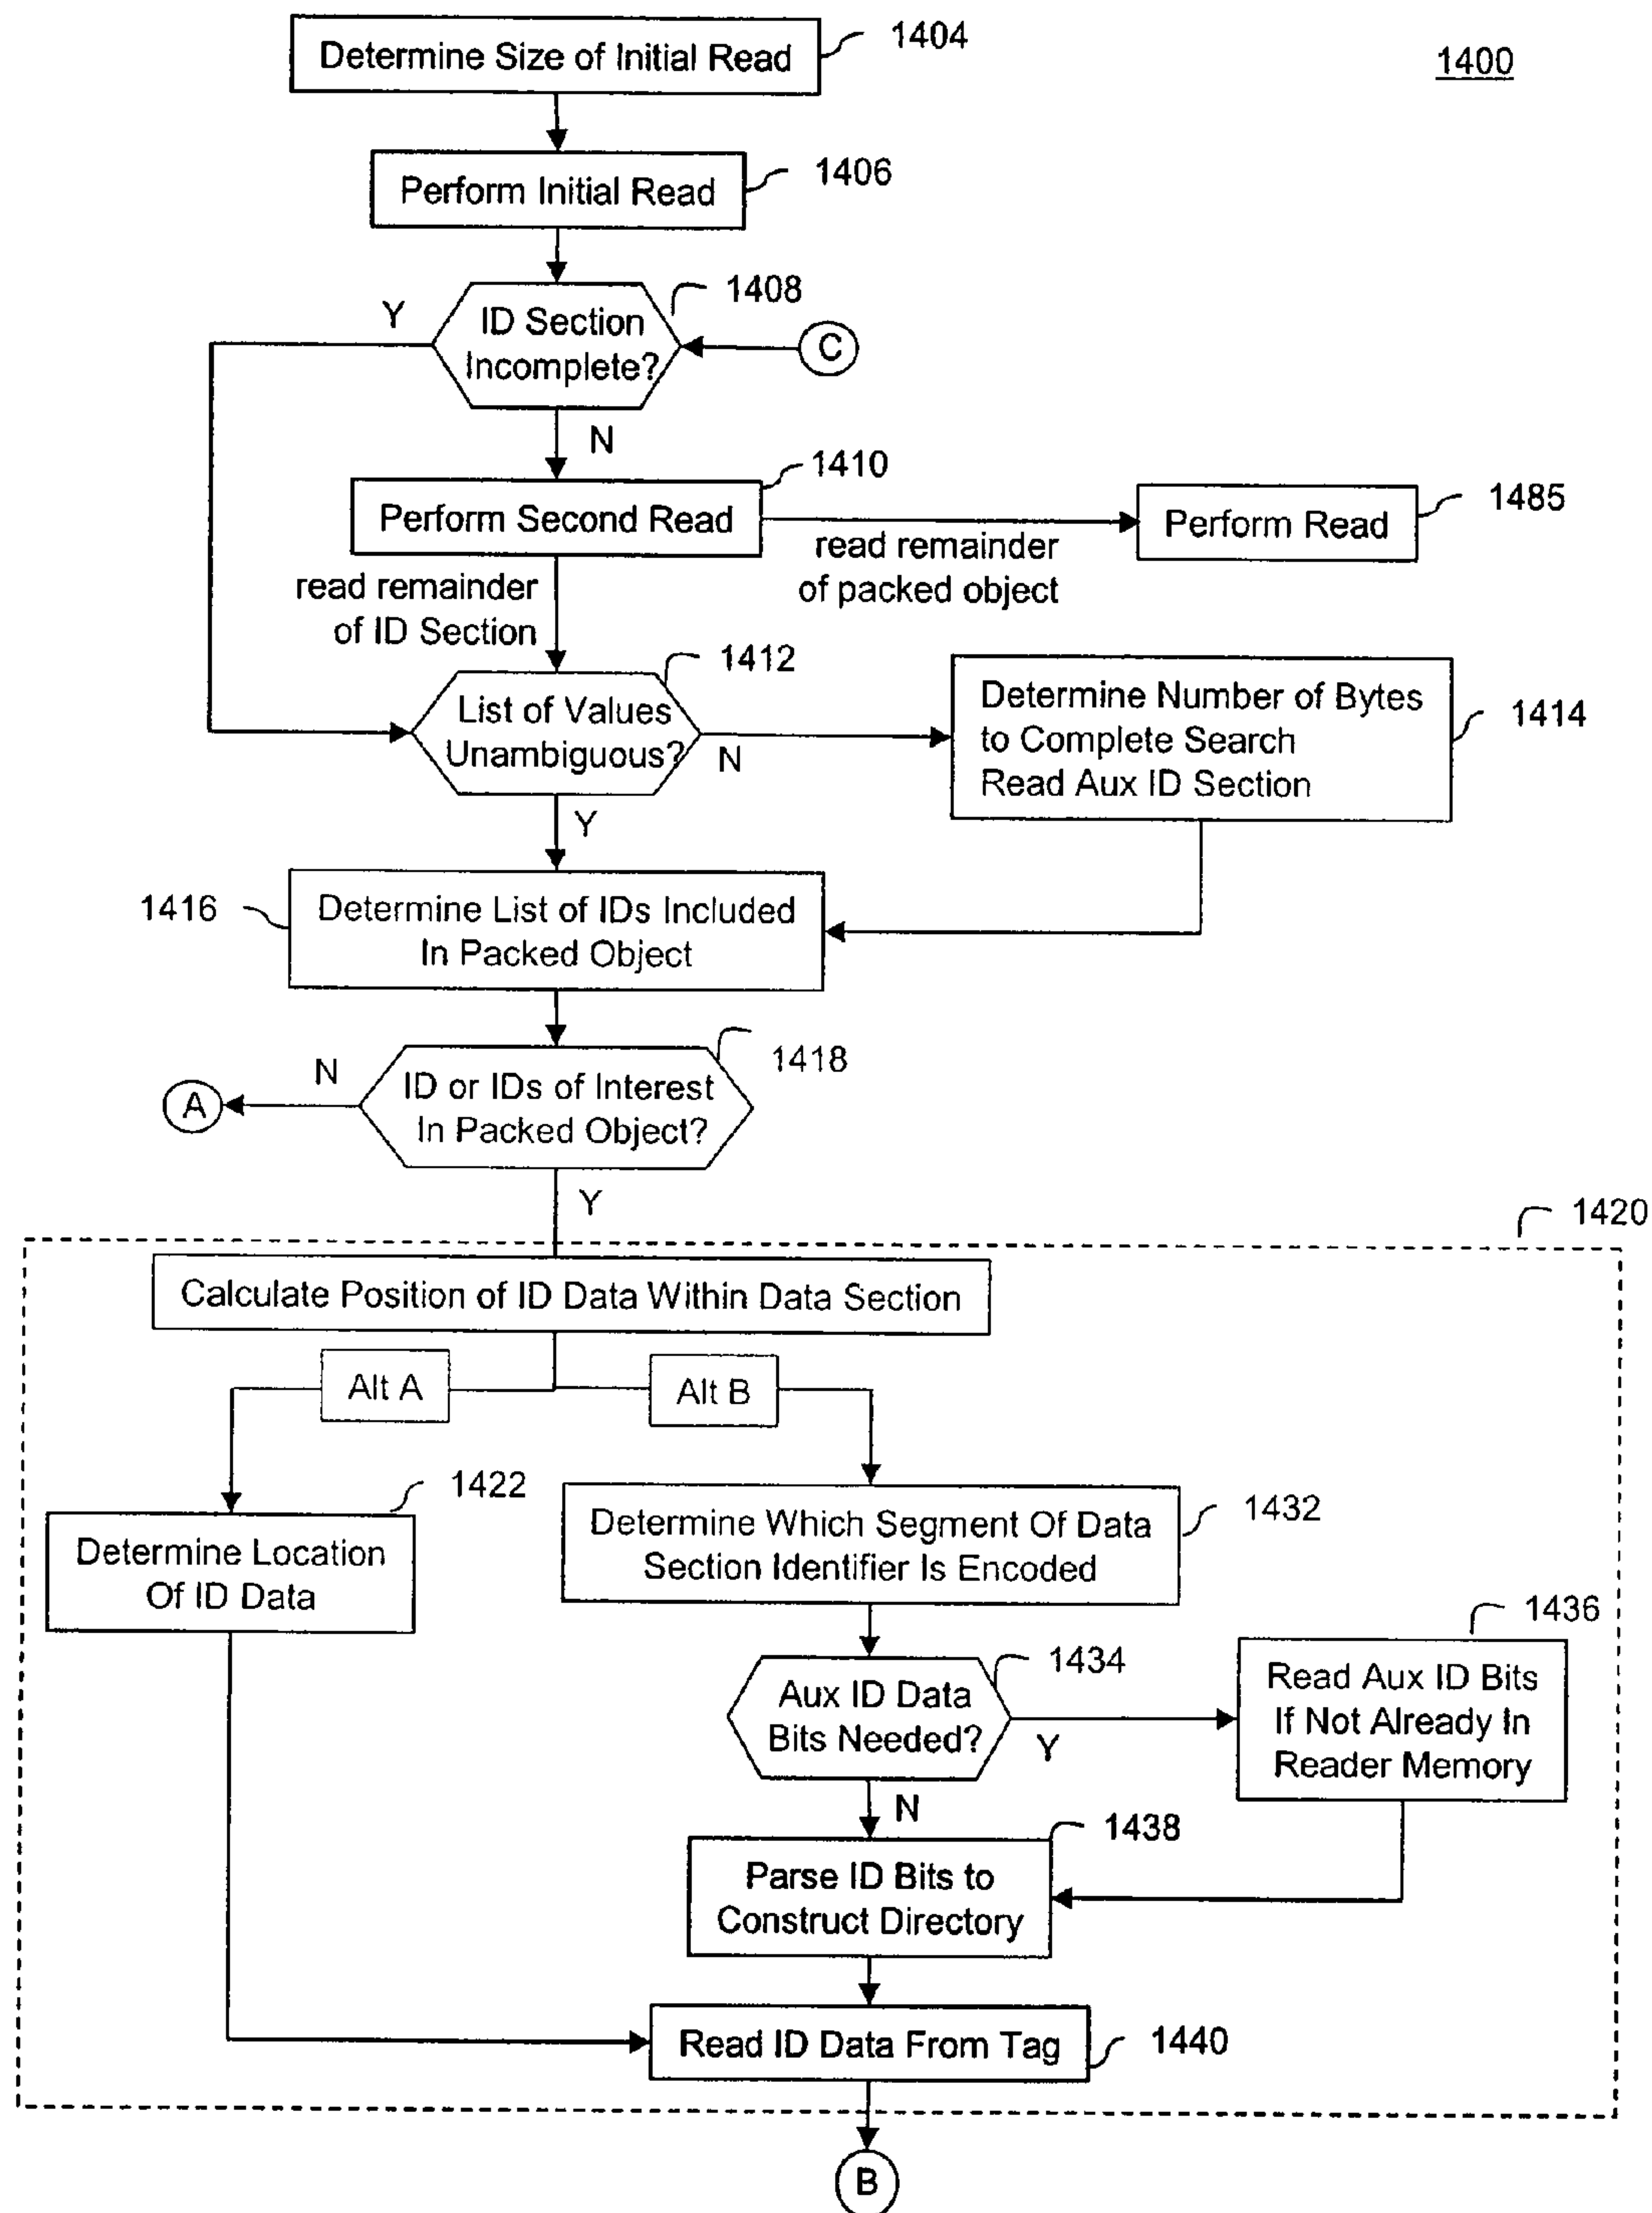 1400
Determine Size of Initial Read
1404
Perform Initial Read
1406
ID Section
Incomplete?
1408
C
Y
N
Perform Second Read
1410
read remainder
of packed object
Perform Read
1485
read remainder
of ID Section
List of Values
Unambiguous?
1412
N
Determine Number of Bytes
to Complete Search
Read Aux ID Section
1414
Y
1416
Determine List of IDs Included
In Packed Object
ID or IDs of Interest
In Packed Object?
1418
N
A
Y
1420
Calculate Position of ID Data Within Data Section
Alt A
Alt B
Determine Location
Of ID Data
1422
Determine Which Segment Of Data
Section Identifier Is Encoded
1432
Aux ID Data
Bits Needed?
1434
Y
Read Aux ID Bits
If Not Already In
Reader Memory
1436
N
Parse ID Bits to
Construct Directory
1438
Read ID Data From Tag
1440
B